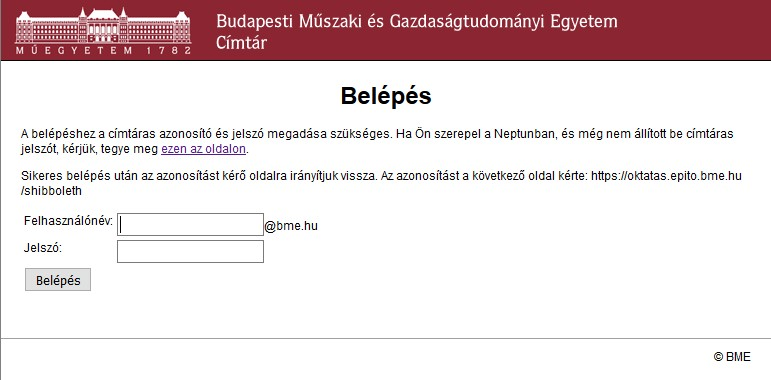 MŰEGYETEM 1782
Budapesti Műszaki és Gazdaságtudományi Egyetem
Címtár
Belépés
A belépéshez a címtáras azonosító és jelszó megadása szükséges. Ha Ön szerepel a Neptunban, és még nem állított be címtáras
jelszót, kérjük, tegye meg ezen az oldalon.
Sikeres belépés után az azonosítást kérő oldalra irányítjuk vissza. Az azonosítást a következő oldal kérte: https://oktatas.epito.bme.hu
/shibboleth
Felhasználónév: @bme.hu
Jelszó:
Belépés
© BME